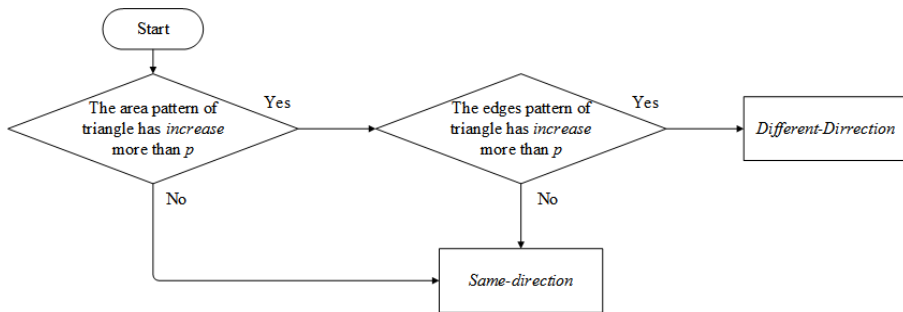 Start
The area pattern of
triangle has increase
more than p
Yes
The edges pattern of
triangle has increase
more than p
Yes
Different-Dirrection
No
No
Same-direction